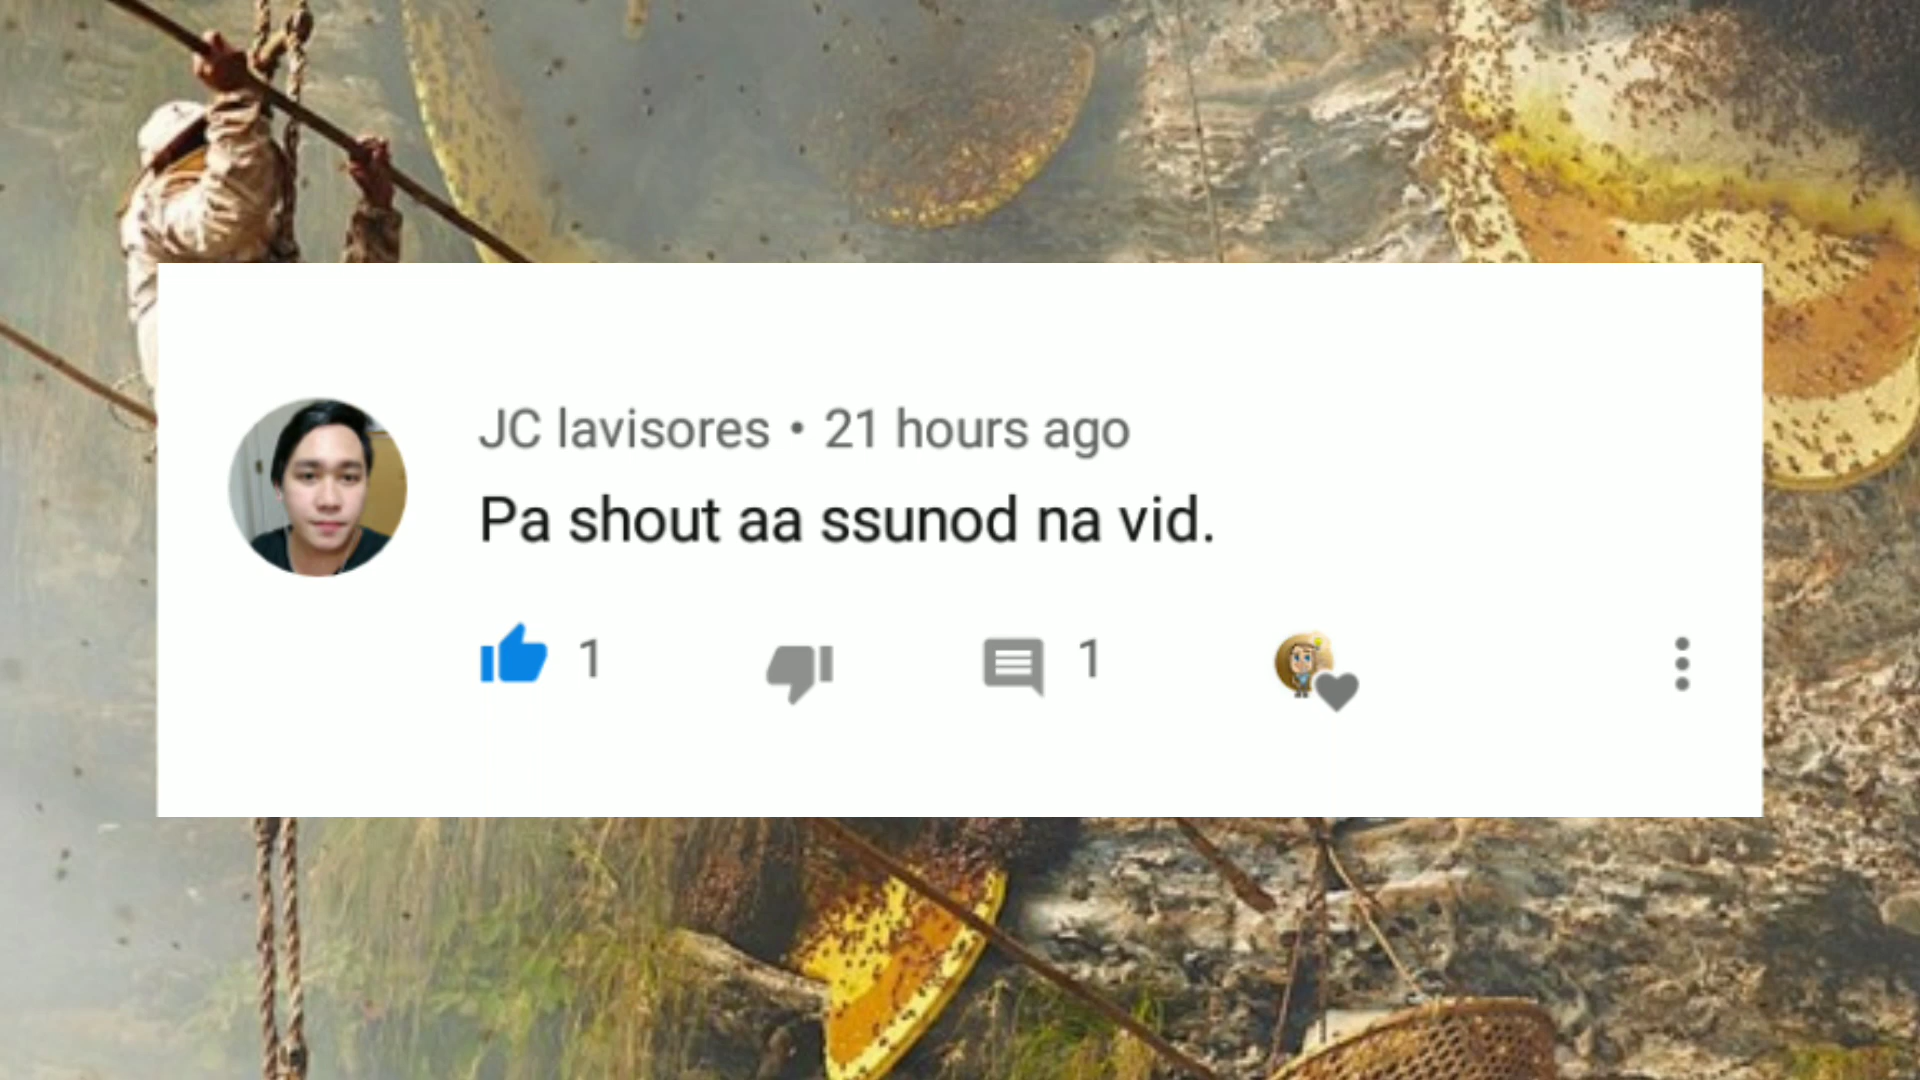 JC lavisores • 21 hours ago
Pa shout aa ssunod na vid.
1 1